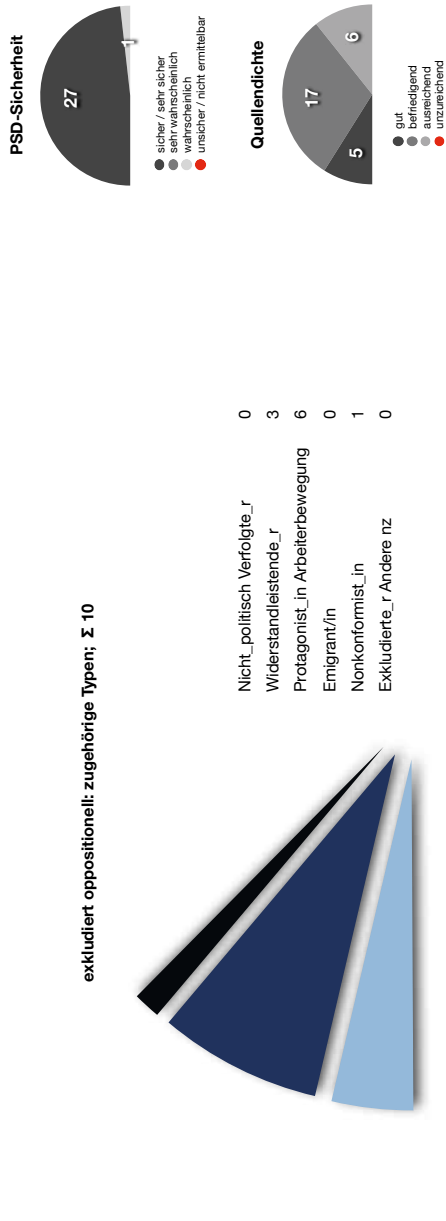 exkludiert oppositionell: zugehörige Typen; Σ 10
Nicht_politisch Verfolgte_r 0
Widerstandleistende_r 3
Protagonist_in Arbeiterbewegung 6
Emigrant/in 0
Nonkonformist_in 1
Exkludierte_r Andere nz 0
PSD-Sicherheit
27
1
sicher / sehr sicher
sehr wahrscheinlich
wahrscheinlich
unsicher / nicht ermittelbar
Quellendichte
5
17
6
gut
befriedigend
ausreichend
unzureichend